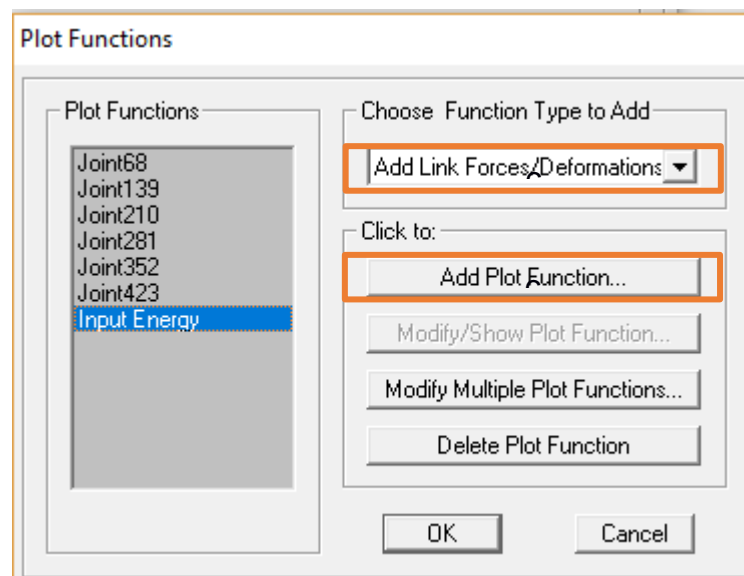 Plot Functions
Plot Functions
Joint68
Joint139
Joint210
Joint281
Joint352
Joint423
Input Energy
Choose Function Type to Add
Add Link Forces/Deformations
Click to:
Add Plot Function...
Modify/Show Plot Function...
Modify Multiple Plot Functions...
Delete Plot Function
OK
Cancel